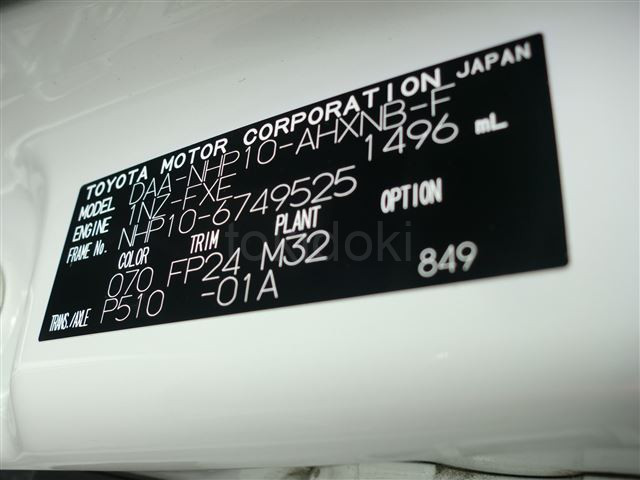 TOYOTA MOTOR CORPORATION JAPAN
MODEL DAA-NHP10-AHXNB-F
ENGINE 1NZ-FXE 1496 mL
FRAME No. NHP10-6749525
COLOR TRIM PLANT OPTION
070 FP24 M32
TRANS./AXLE P510 -01A 849
tokidoki